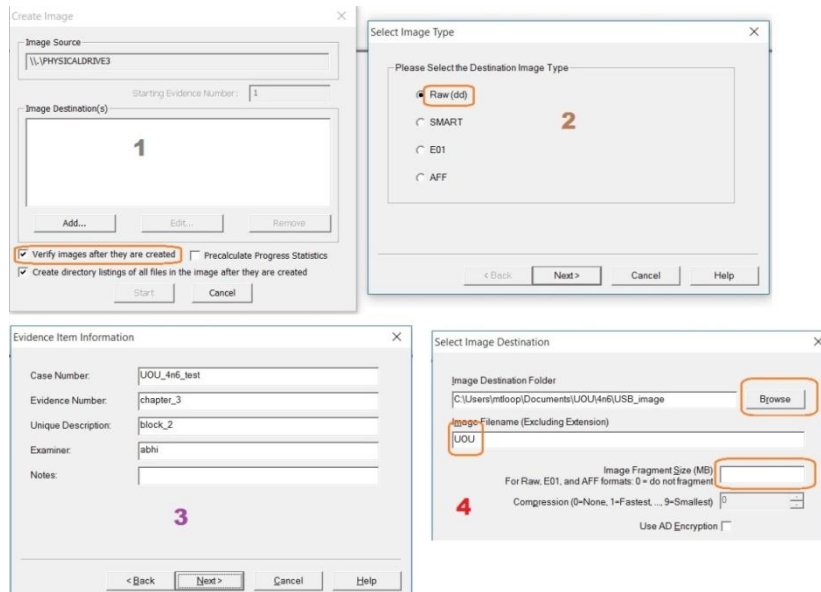 Create Image
Image Source
\\.\PHYSICALDRIVE3
Starting Evidence Number: 1
Image Destination(s)
1
Add... Edit... Remove
Verify images after they are created Precalculate Progress Statistics
Create directory listings of all files in the image after they are created
Start Cancel
Select Image Type
Please Select the Destination Image Type
Raw (dd)
SMART
2
E01
AFF
< Back Next > Cancel Help
Evidence Item Information
Case Number: UOU_4n6_test
Evidence Number: chapter_3
Unique Description: block_2
Examiner: abhi
Notes:
3
< Back Next > Cancel Help
Select Image Destination
Image Destination Folder
C:\Users\mtloop\Documents\UOU\4n6\USB_image Browse
Image Filename (Excluding Extension)
UOU
Image Fragment Size (MB)
For Raw, E01, and AFF formats: 0 = do not fragment
4
Compression (0=None, 1=Fastest, ..., 9=Smallest) 0
Use AD Encryption